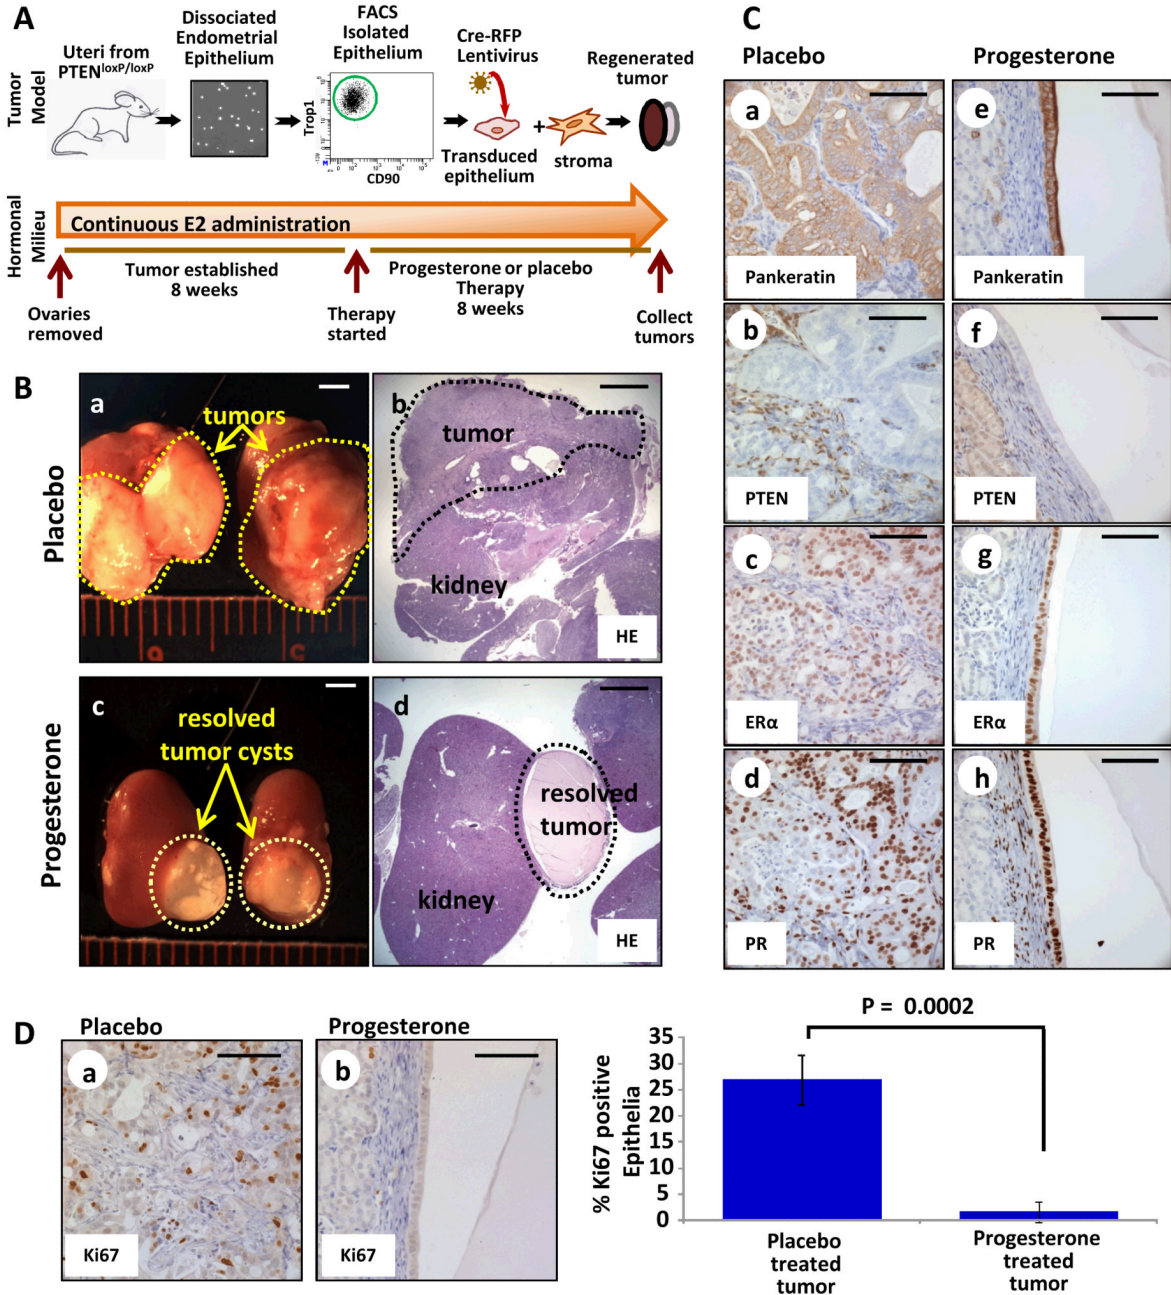 A
Tumor
Model
Uteri from
PTENloxP/loxP
Dissociated
Endometrial
Epithelium
FACS
Isolated
Epithelium
Trop1
CD90
Cre-RFP
Lentivirus
+
Transduced
epithelium
stroma
Regenerated
tumor
Hormonal
Milieu
Continuous E2 administration
Tumor established
8 weeks
Progesterone or placebo
Therapy
8 weeks
Ovaries
removed
Therapy
started
Collect
tumors
B
Placebo
a
tumors
b
tumor
kidney
HE
Progesterone
c
resolved
tumor cysts
d
resolved
tumor
kidney
HE
C
Placebo
Progesterone
a
Pankeratin
e
Pankeratin
b
PTEN
f
PTEN
c
ERα
g
ERα
d
PR
h
PR
D
Placebo
Progesterone
a
Ki67
b
Ki67
P = 0.0002
% Ki67 positive
Epithelia
35
30
25
20
15
10
5
0
Placebo
treated
tumor
Progesterone
treated
tumor